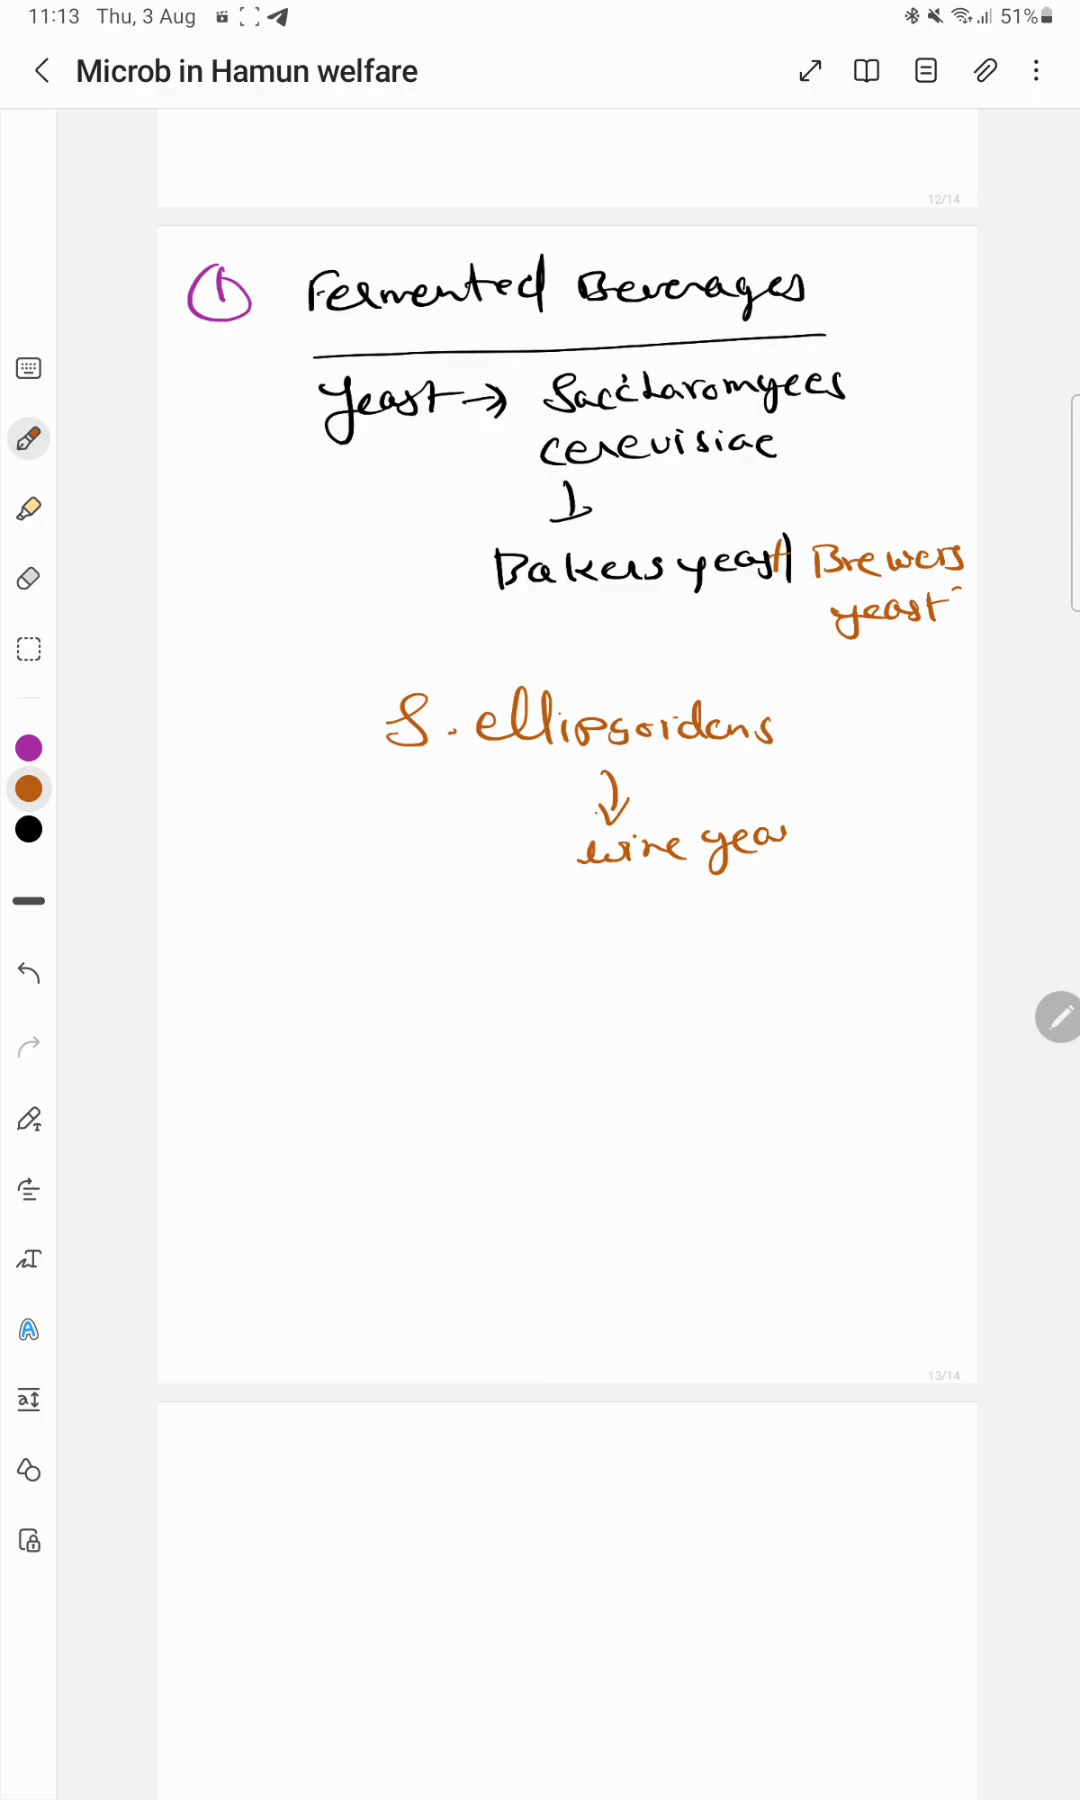 11:13 Thu, 3 Aug 51%
Microb in Hamun welfare
12/14
1 Fermented Beverages
yeast → Saccharomyces
cerevisiae
↓
Bakers yeast Brewers
yeast
S. ellipsoidens
↓
wine yeas
13/14